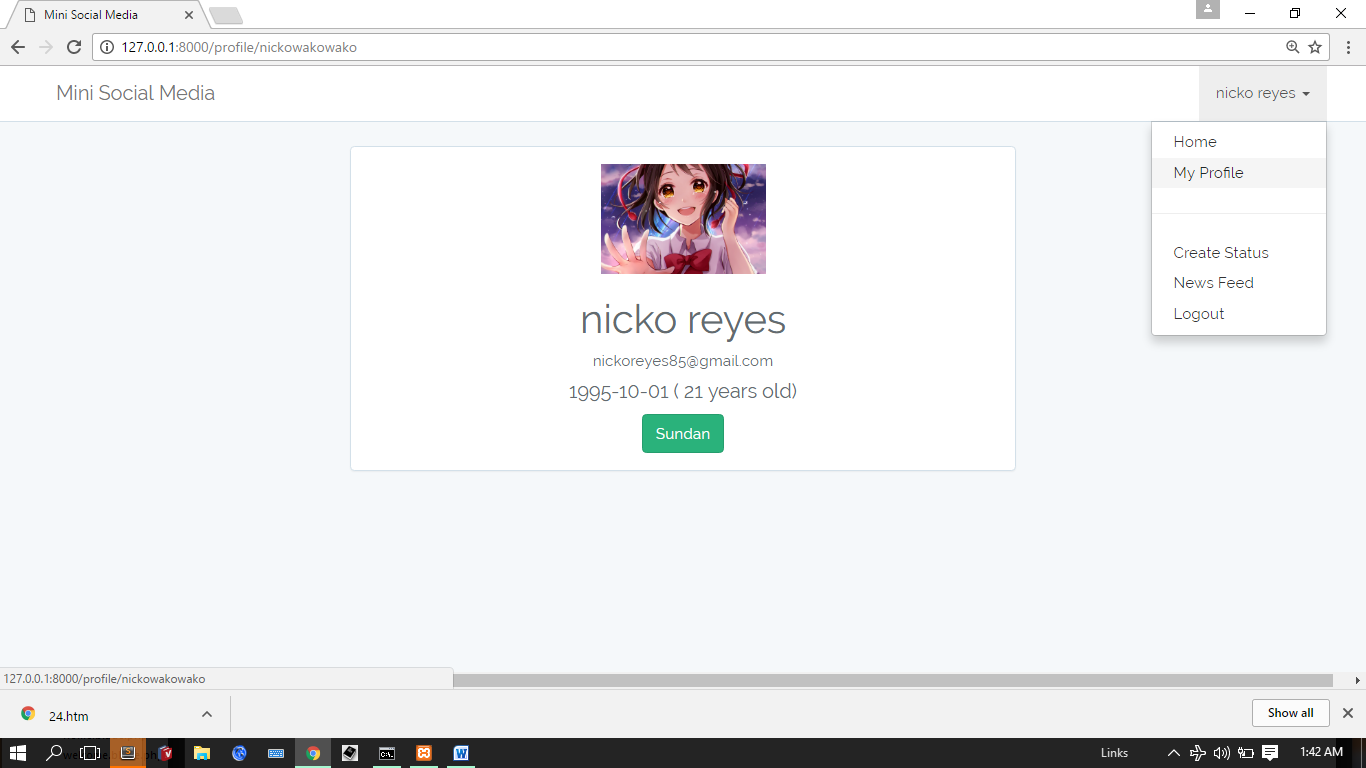 Mini Social Media
127.0.0.1:8000/profile/nickowakowako
Mini Social Media
nicko reyes
Home
My Profile
Create Status
News Feed
Logout
nicko reyes
nickoreyes85@gmail.com
1995-10-01 ( 21 years old)
Sundan
127.0.0.1:8000/profile/nickowakowako
24.htm
Show all
Links
1:42 AM